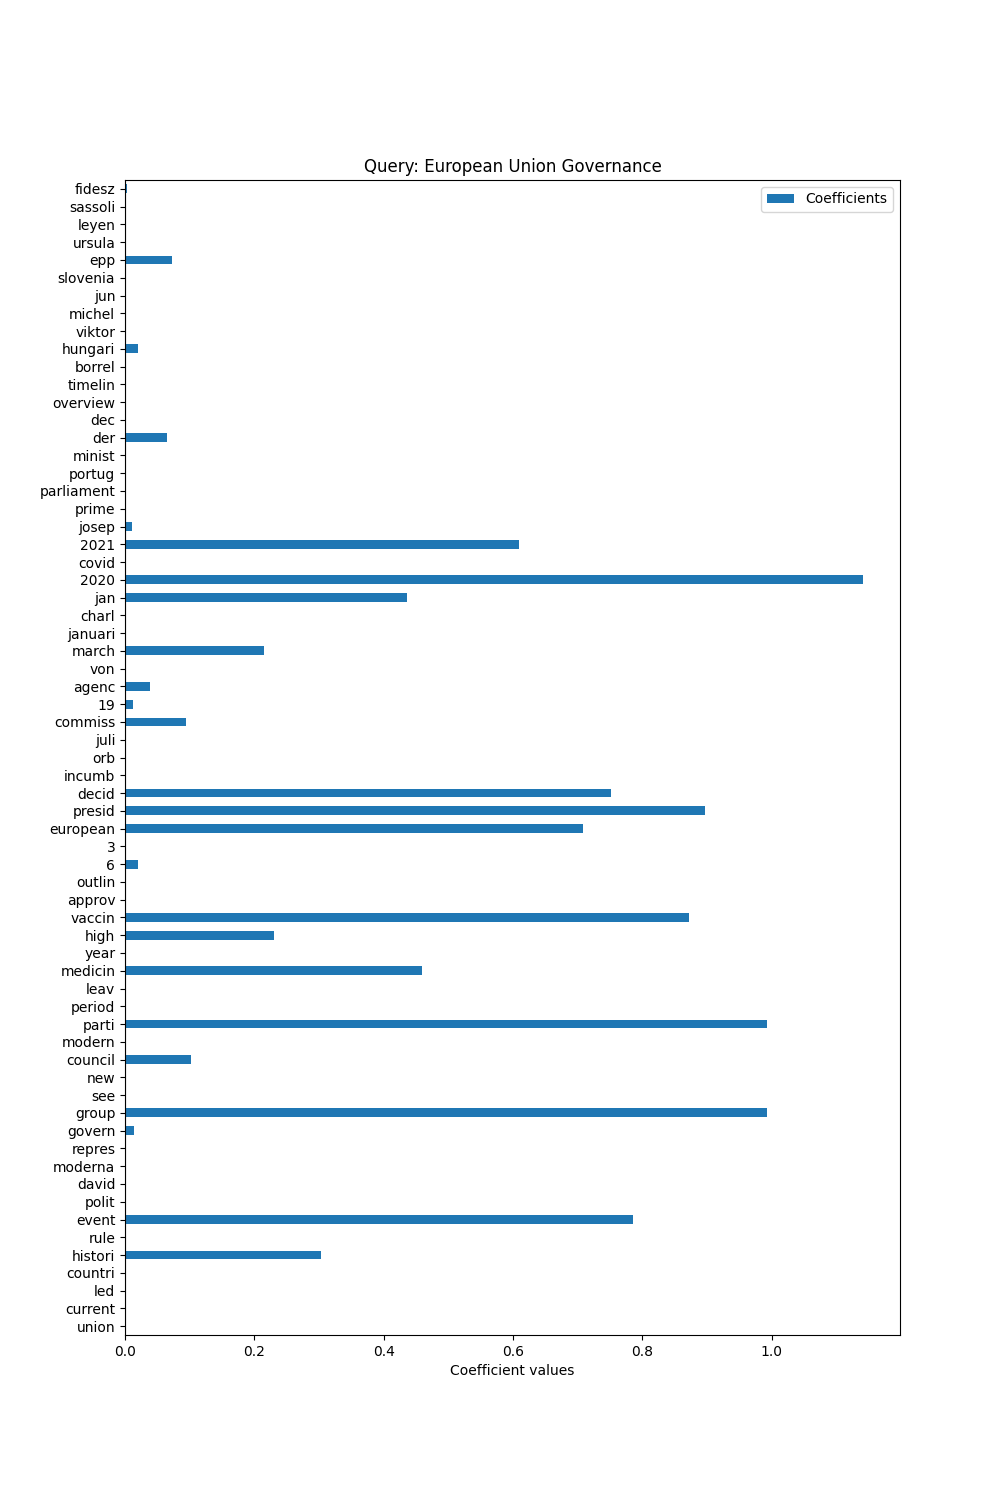 Query: European Union Governance
Coefficients
fidesz
sassoli
leyen
ursula
epp
slovenia
jun
michel
viktor
hungari
borrel
timelin
overview
dec
der
minist
portug
parliament
prime
josep
2021
covid
2020
jan
charl
januari
march
von
agenc
19
commiss
juli
orb
incumb
decid
presid
european
3
6
outlin
approv
vaccin
high
year
medicin
leav
period
parti
modern
council
new
see
group
govern
repres
moderna
david
polit
event
rule
histori
countri
led
current
union
0.0 0.2 0.4 0.6 0.8 1.0
Coefficient values